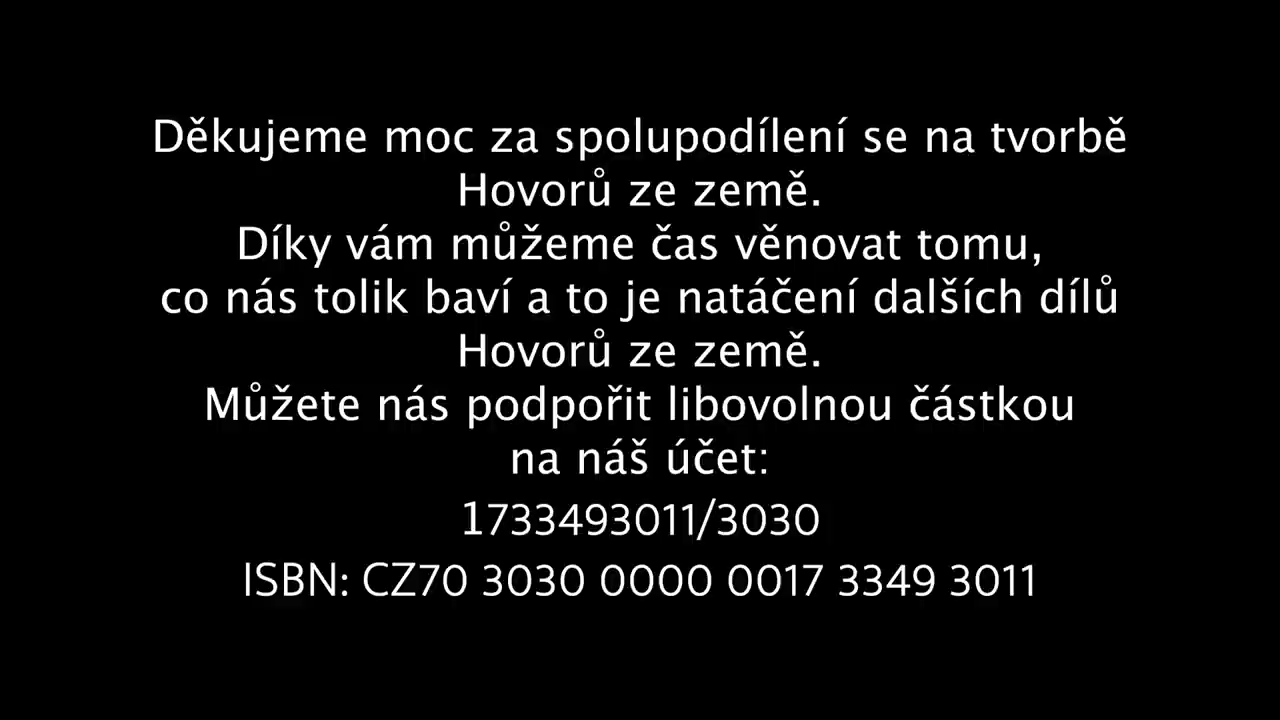 Děkujeme moc za spolupodílení se na tvorbě
Hovorů ze země.
Díky vám můžeme čas věnovat tomu,
co nás tolik baví a to je natáčení dalších dílů
Hovorů ze země.
Můžete nás podpořit libovolnou částkou
na náš účet:
1733493011/3030
ISBN: CZ70 3030 0000 0017 3349 3011